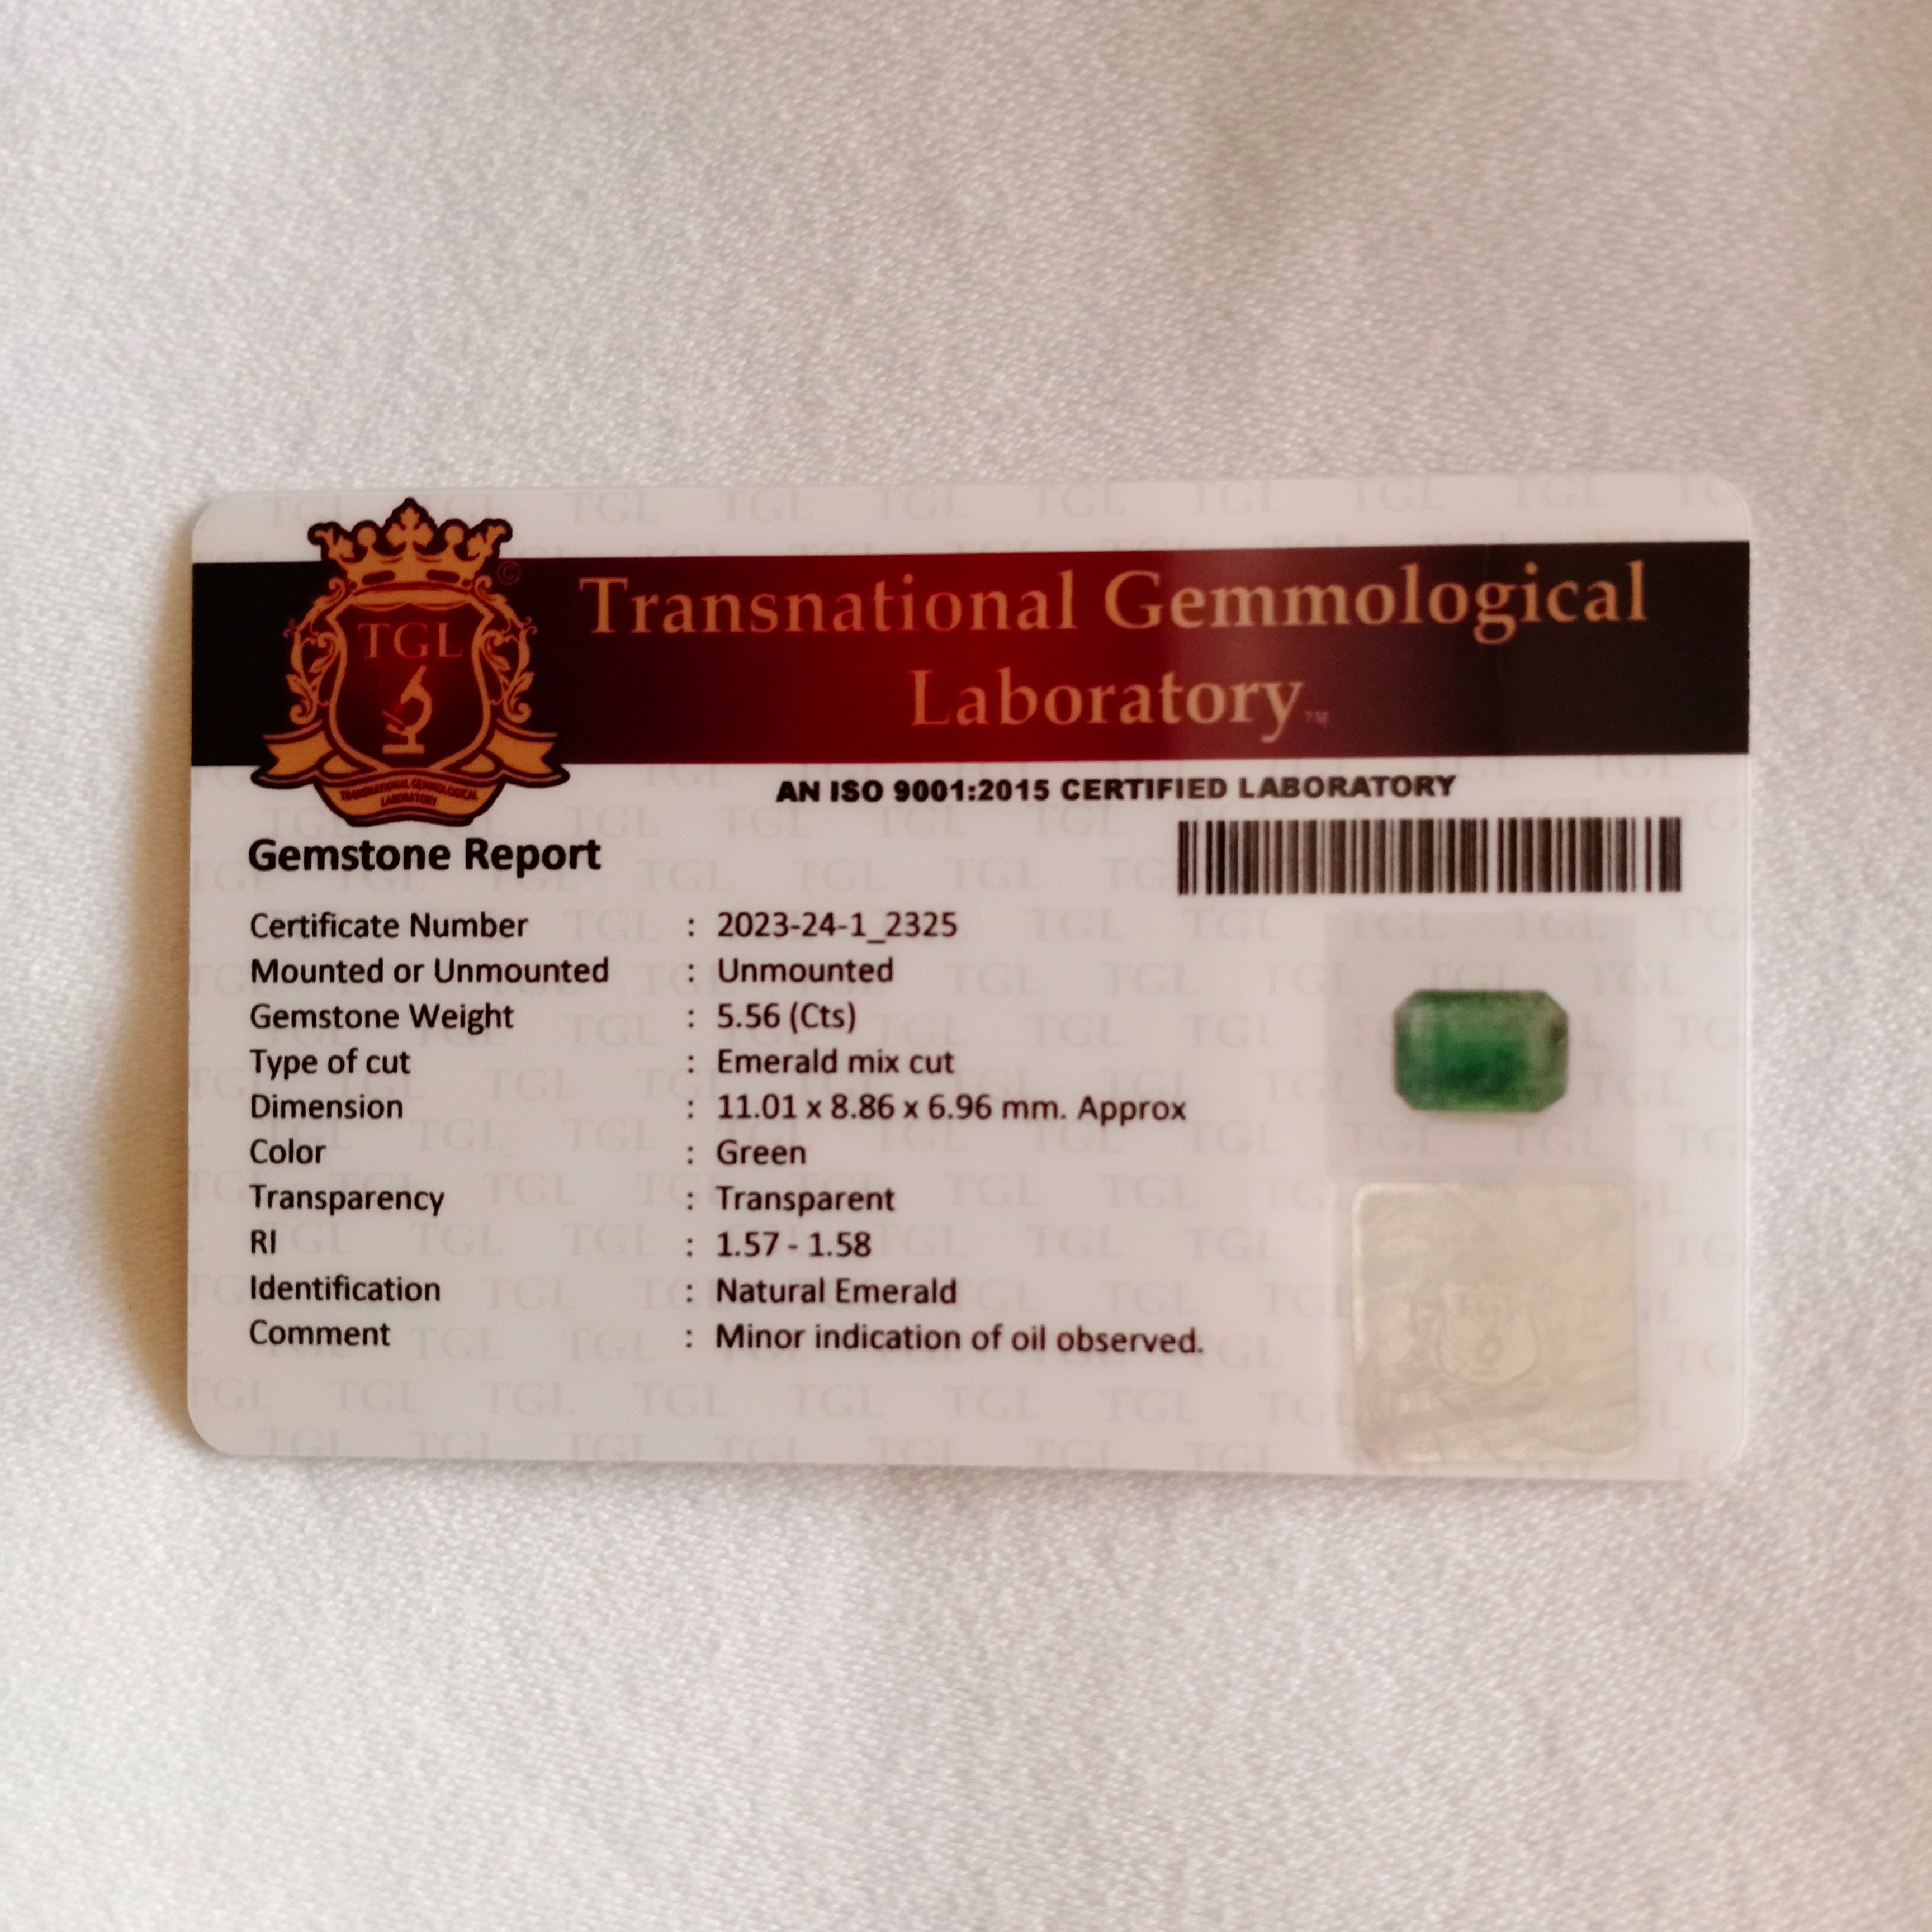 TGL
TRANSNATIONAL GEMMOLOGICAL
LABORATORY
©
Transnational Gemmological
Laboratory™
AN ISO 9001:2015 CERTIFIED LABORATORY
Gemstone Report
Certificate Number : 2023-24-1_2325
Mounted or Unmounted : Unmounted
Gemstone Weight : 5.56 (Cts)
Type of cut : Emerald mix cut
Dimension : 11.01 x 8.86 x 6.96 mm. Approx
Color : Green
Transparency : Transparent
RI : 1.57 - 1.58
Identification : Natural Emerald
Comment : Minor indication of oil observed.